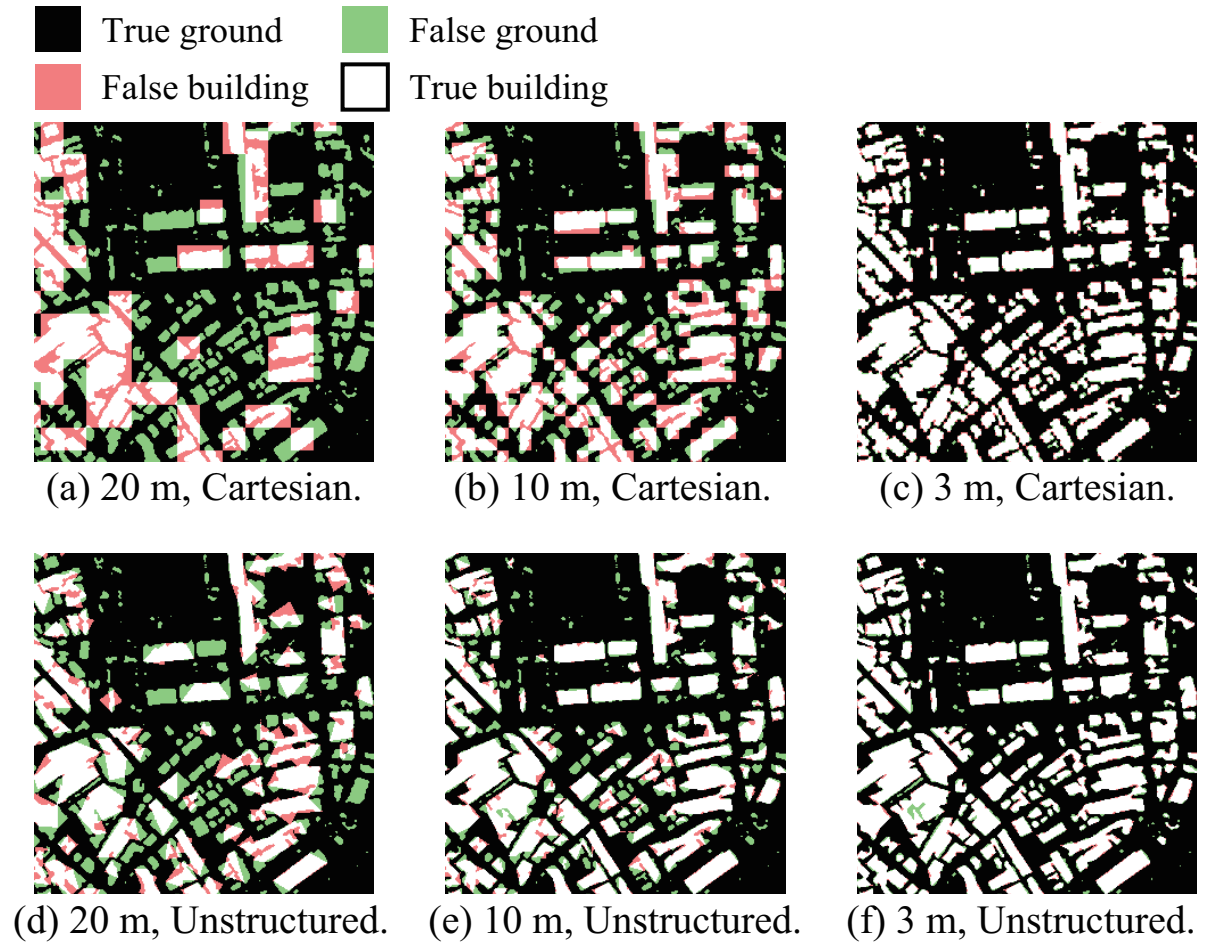 True ground False ground
False building True building
(a) 20 m, Cartesian. (b) 10 m, Cartesian. (c) 3 m, Cartesian.
(d) 20 m, Unstructured. (e) 10 m, Unstructured. (f) 3 m, Unstructured.